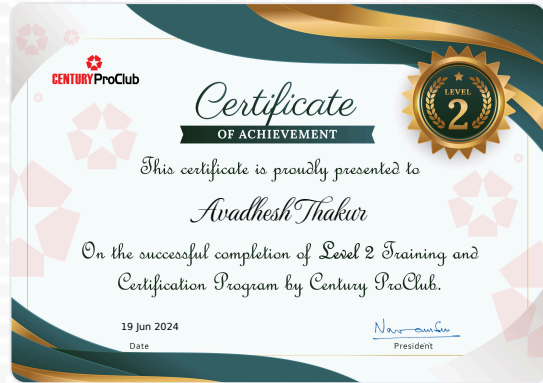 CENTURY ProClub
Certificate
OF ACHIEVEMENT
LEVEL
2
This certificate is proudly presented to
Avadhesh Thakur
On the successful completion of Level 2 Training and
Certification Program by Century ProClub.
19 Jun 2024
Date
President